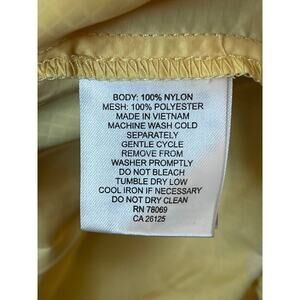 BODY: 100% NYLON
MESH: 100% POLYESTER
MADE IN VIETNAM
MACHINE WASH COLD
SEPARATELY
GENTLE CYCLE
REMOVE FROM
WASHER PROMPTLY
DO NOT BLEACH
TUMBLE DRY LOW
COOL IRON IF NECESSARY
DO NOT DRY CLEAN
RN 78069
CA 26125